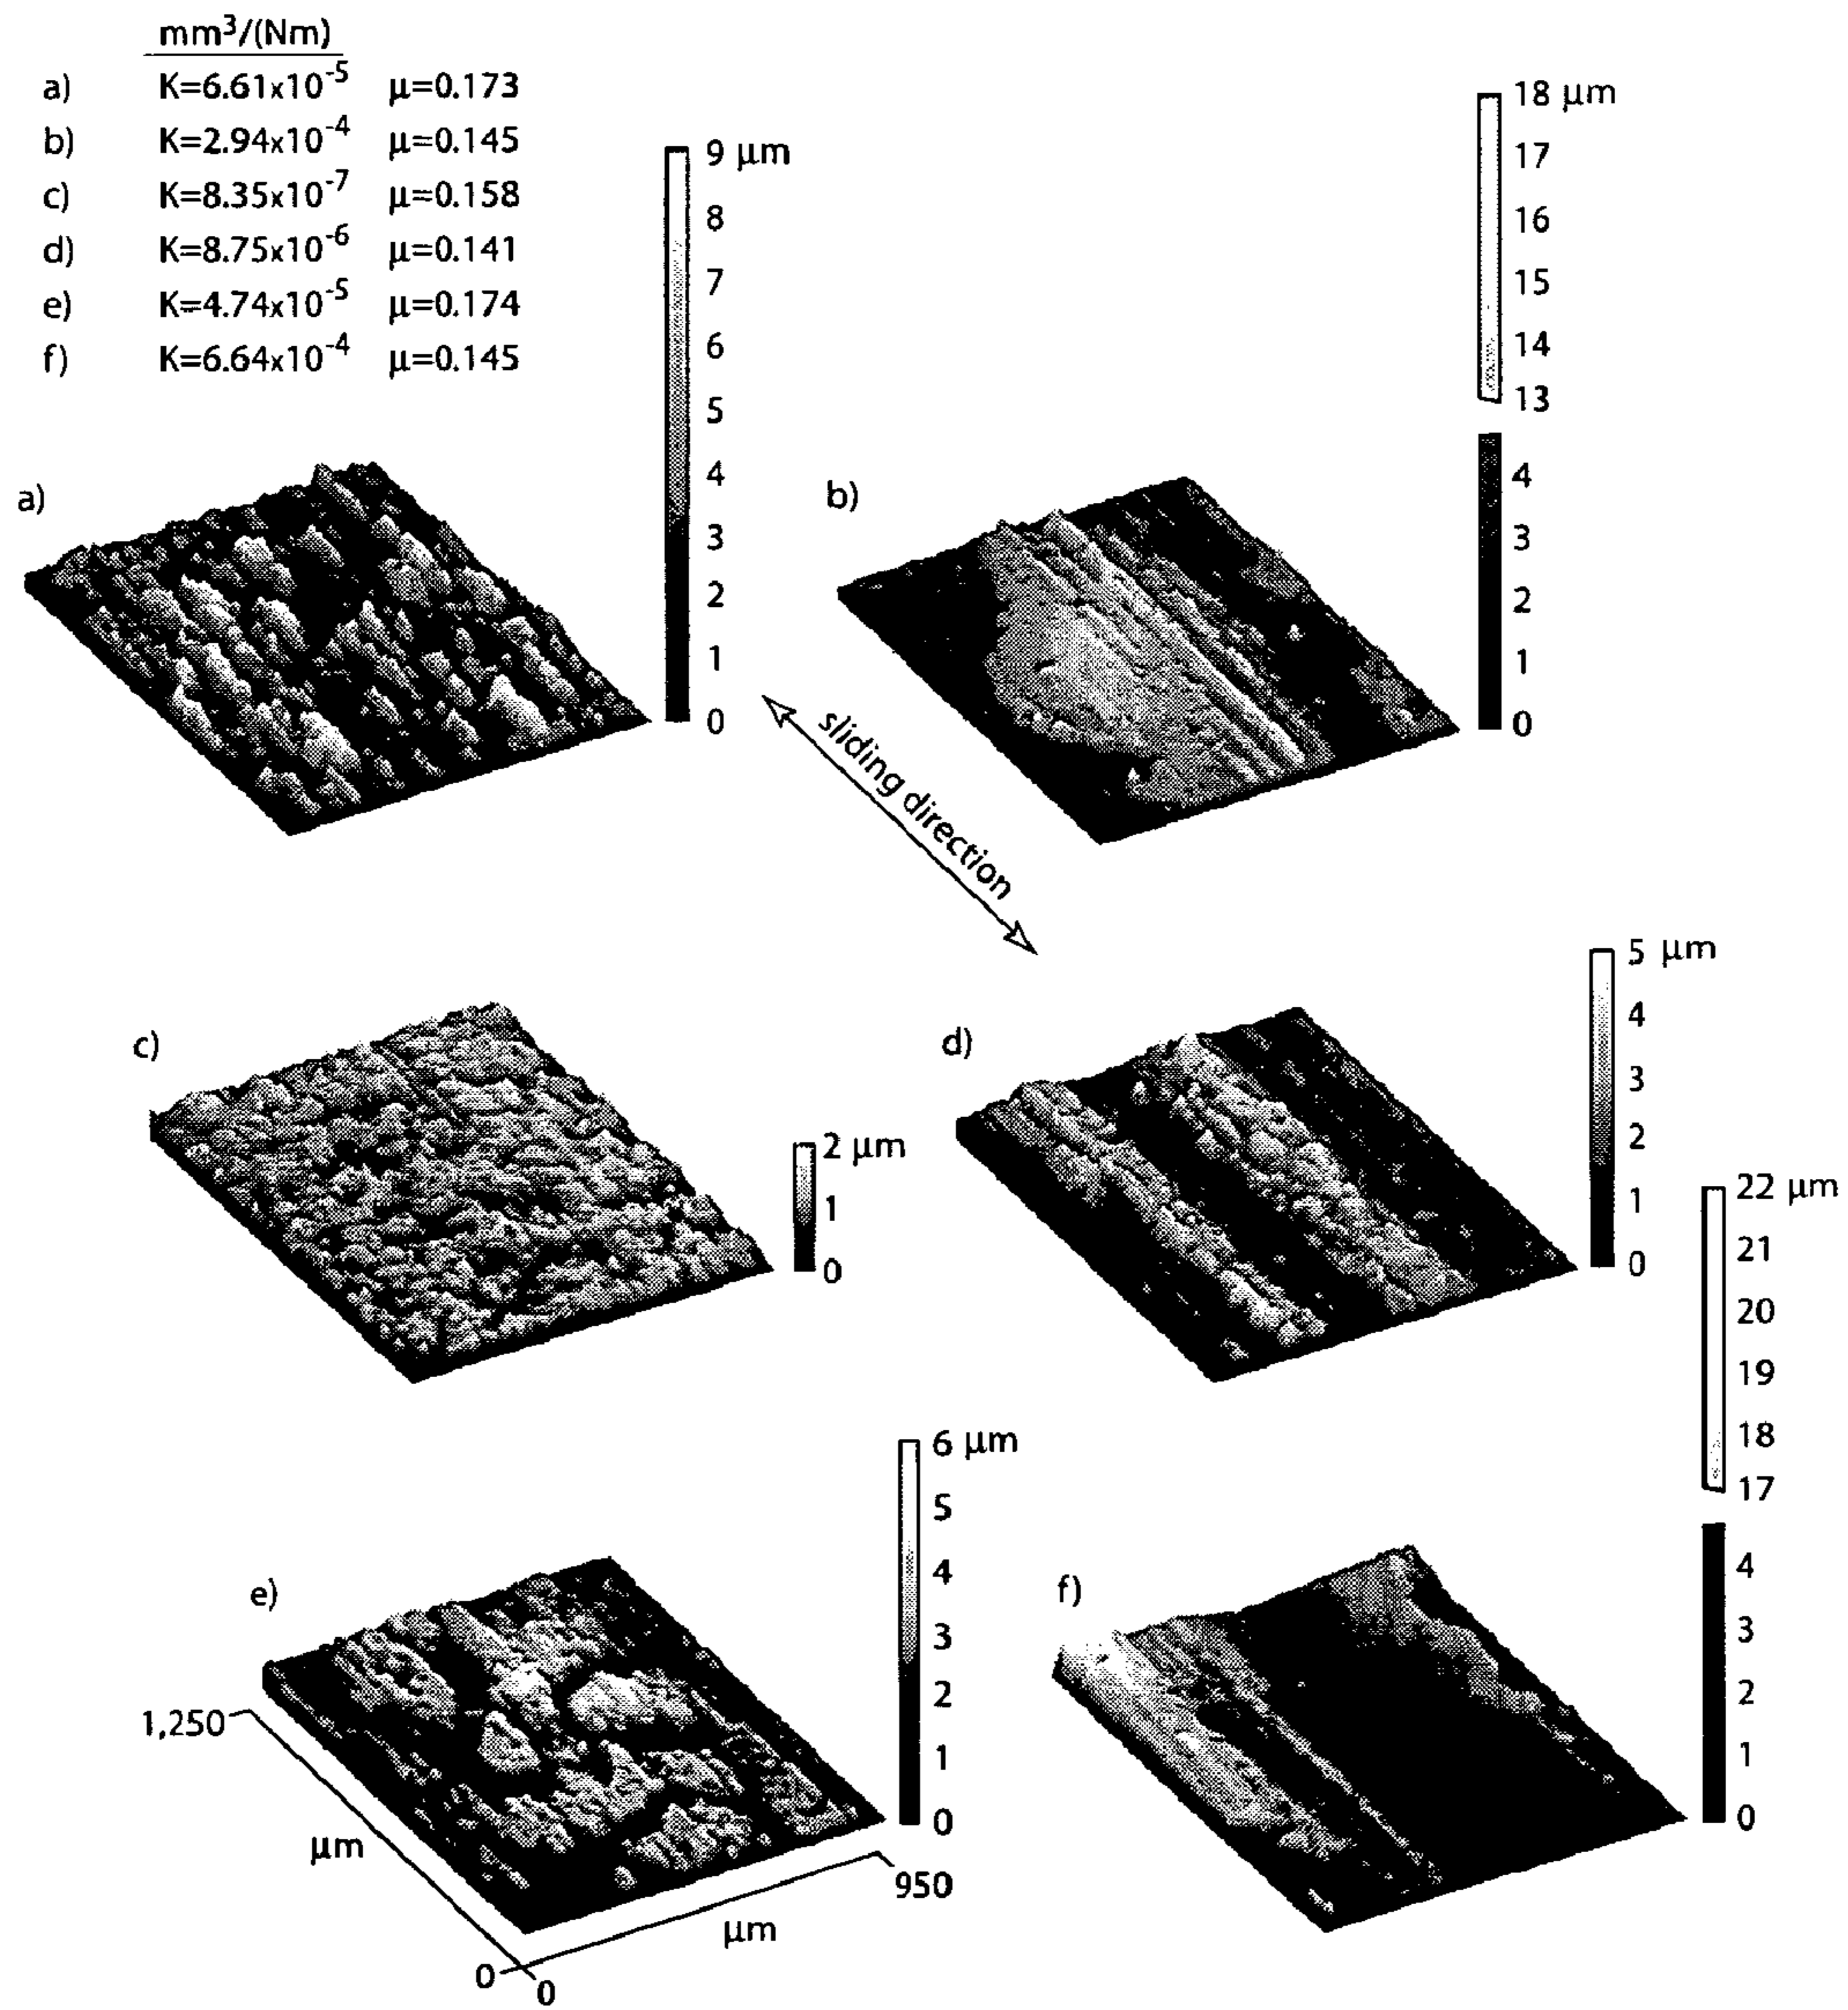 mm³/(Nm)
a) K=6.61x10⁻⁵ μ=0.173
b) K=2.94x10⁻⁴ μ=0.145
c) K=8.35x10⁻⁷ μ=0.158
d) K=8.75x10⁻⁶ μ=0.141
e) K=4.74x10⁻⁵ μ=0.174
f) K=6.64x10⁻⁴ μ=0.145
a)
9 μm
8
7
6
5
4
3
2
1
0
b)
18 μm
17
16
15
14
13
4
3
2
1
0
sliding direction
c)
2 μm
1
0
d)
5 μm
4
3
2
1
0
e)
6 μm
5
4
3
2
1
0
1,250
μm
0
0
μm
950
f)
22 μm
21
20
19
18
17
4
3
2
1
0